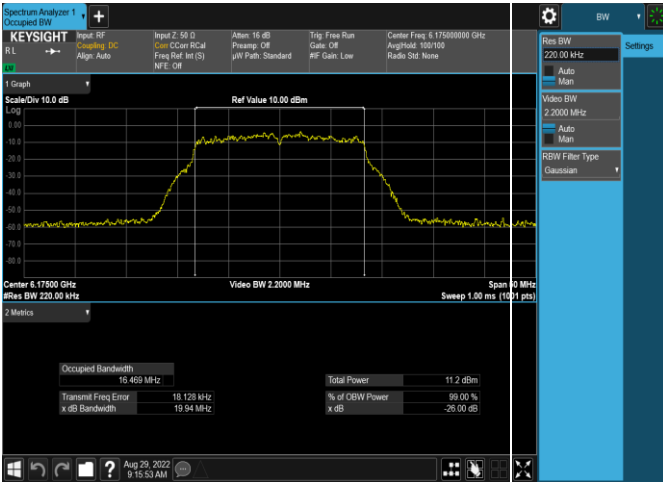 Spectrum Analyzer 1
Occupied BW
KEYSIGHT
RL
Input: RF
Coupling: DC
Align: Auto
Input Z: 50 Ω
Corr CCorr RCal
Freq Ref: Int (S)
NFE: Off
Atten: 16 dB
Preamp: Off
µW Path: Standard
Trig: Free Run
Gate: Off
#IF Gain: Low
Center Freq: 6.175000000 GHz
Avg|Hold: 100/100
Radio Std: None
1 Graph
Scale/Div 10.0 dB
Ref Value 10.00 dBm
Log
0.00
-10.0
-20.0
-30.0
-40.0
-50.0
-60.0
-70.0
-80.0
Center 6.17500 GHz
Video BW 2.2000 MHz
Span 50 MHz
#Res BW 220.00 kHz
Sweep 1.00 ms (1001 pts)
2 Metrics
Occupied Bandwidth
16.469 MHz
Transmit Freq Error 18.128 kHz
x dB Bandwidth 19.94 MHz
Total Power 11.2 dBm
% of OBW Power 99.00 %
x dB -26.00 dB
Aug 29, 2022
9:15:53 AM
BW
Res BW
220.00 kHz
Auto
Man
Video BW
2.2000 MHz
Auto
Man
RBW Filter Type
Gaussian
Settings